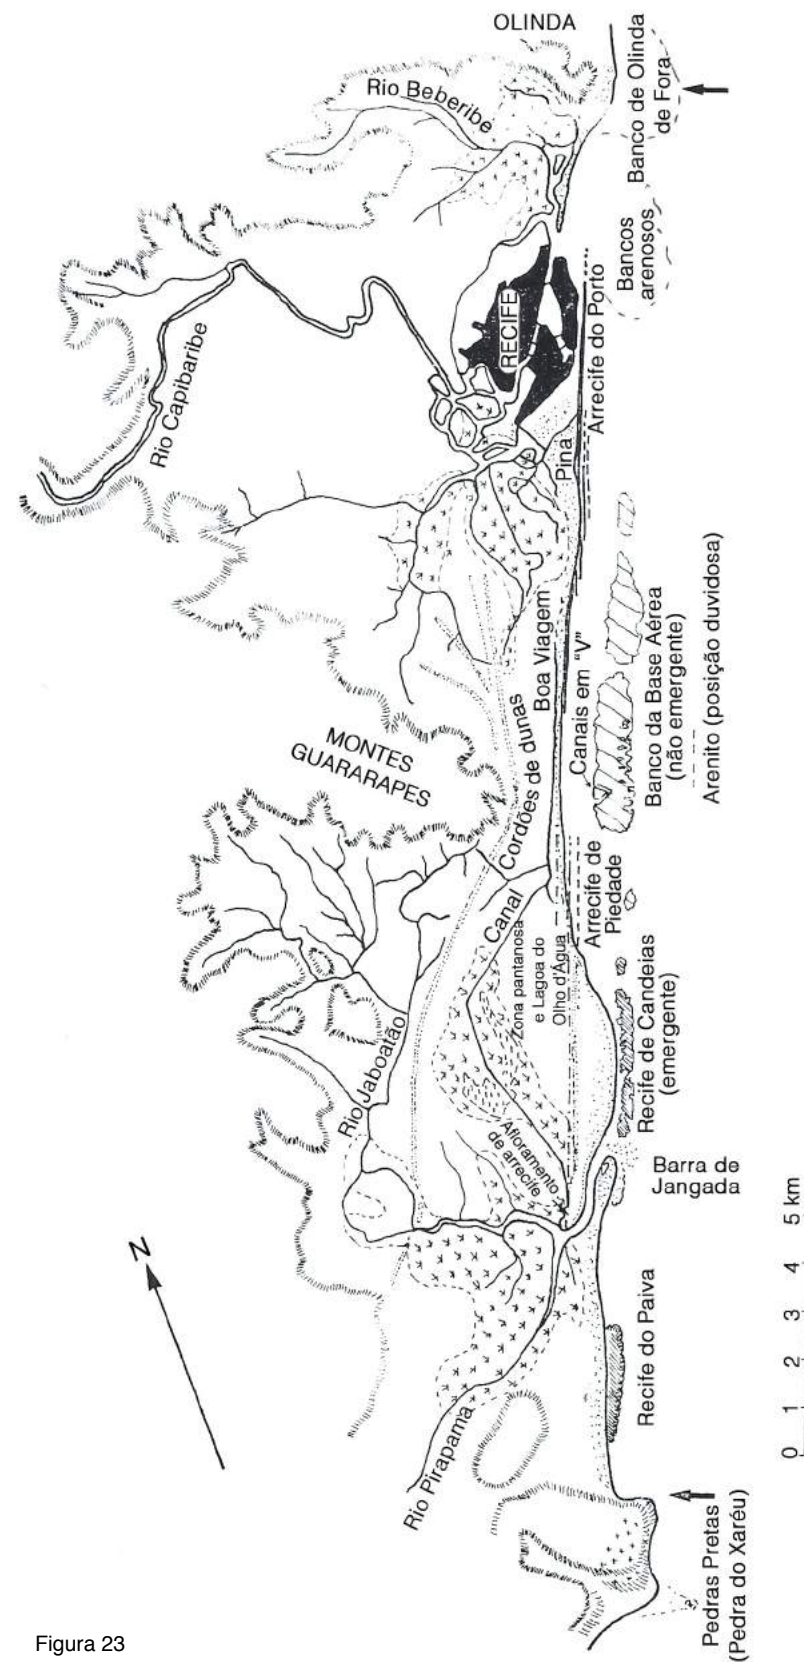 OLINDA
Rio Beberibe
Banco de Olinda
de Fora
Bancos
arenosos
RECIFE
Arrecife do Porto
Rio Capibaribe
Pina
Boa Viagem
Canais em "V"
Banco da Base Aérea
(não emergente)
Arenito (posição duvidosa)
MONTES
GUARARAPES
Cordões de dunas
Canal
Arrecife de
Piedade
Zona pantanosa
e Lagoa do
Olho d'Água
Recife de Candeias
(emergente)
Rio Jaboatão
Afloramento
de arrecife
Barra de
Jangada
N
Recife do Paiva
0 1 2 3 4 5 km
Rio Pirapama
Pedras Pretas
(Pedra do Xaréu)
Figura 23